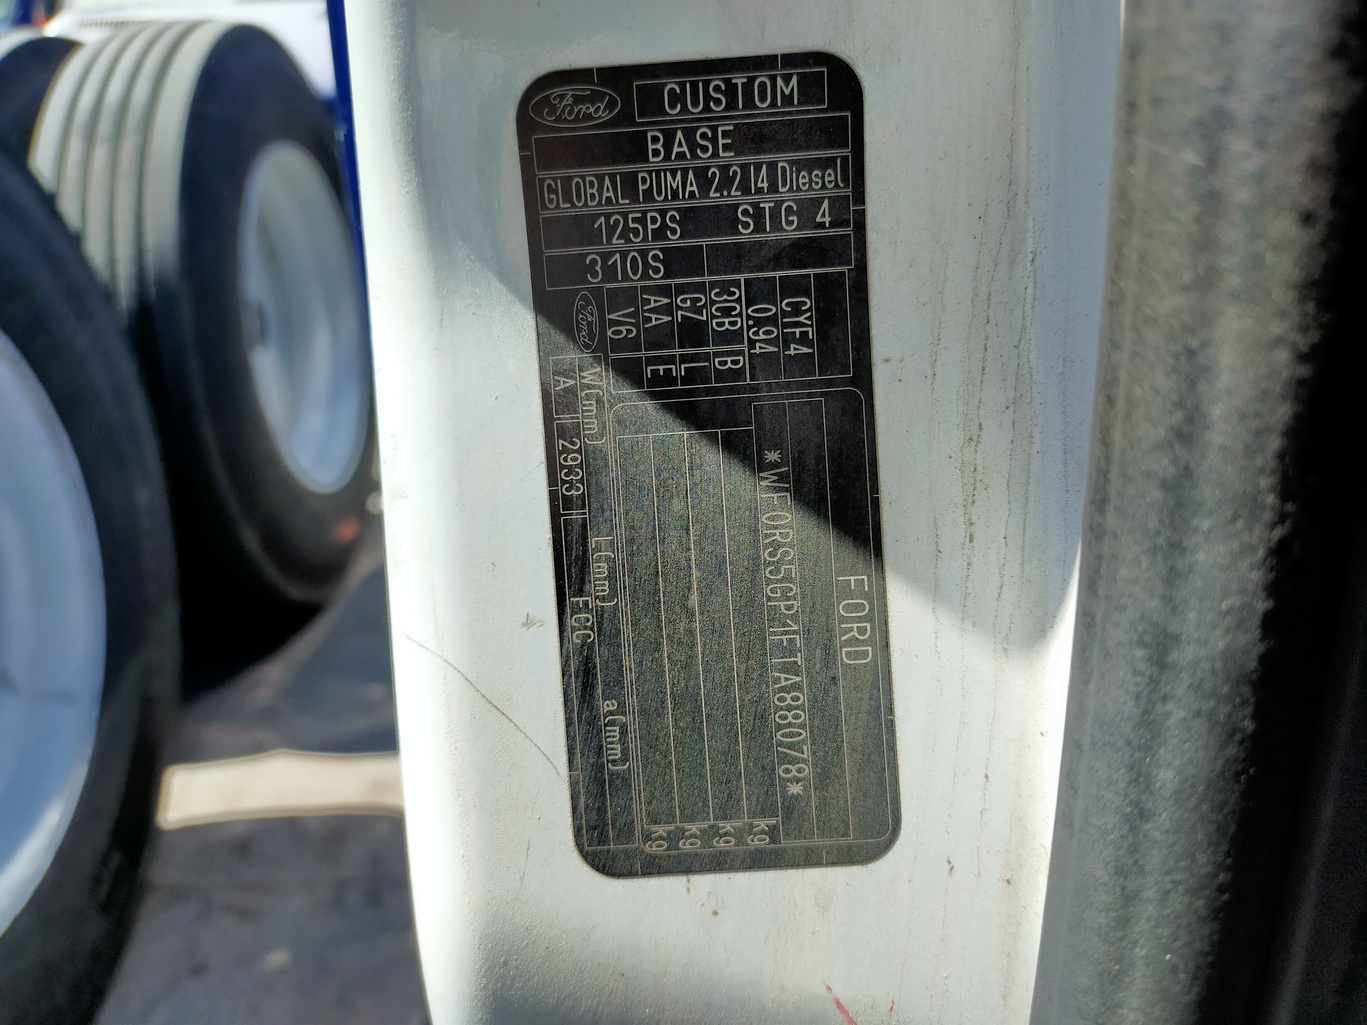 Ford CUSTOM
BASE
GLOBAL PUMA 2.2 I4 Diesel
125PS STG 4
310S
CYF4
0.94
3CB B
GZ L
AA E
V6
Ford
W(mm) L(mm) a(mm)
A 2933 ECC
FORD
*WF0RS5GP1FTA88078*
kg
kg
kg
kg